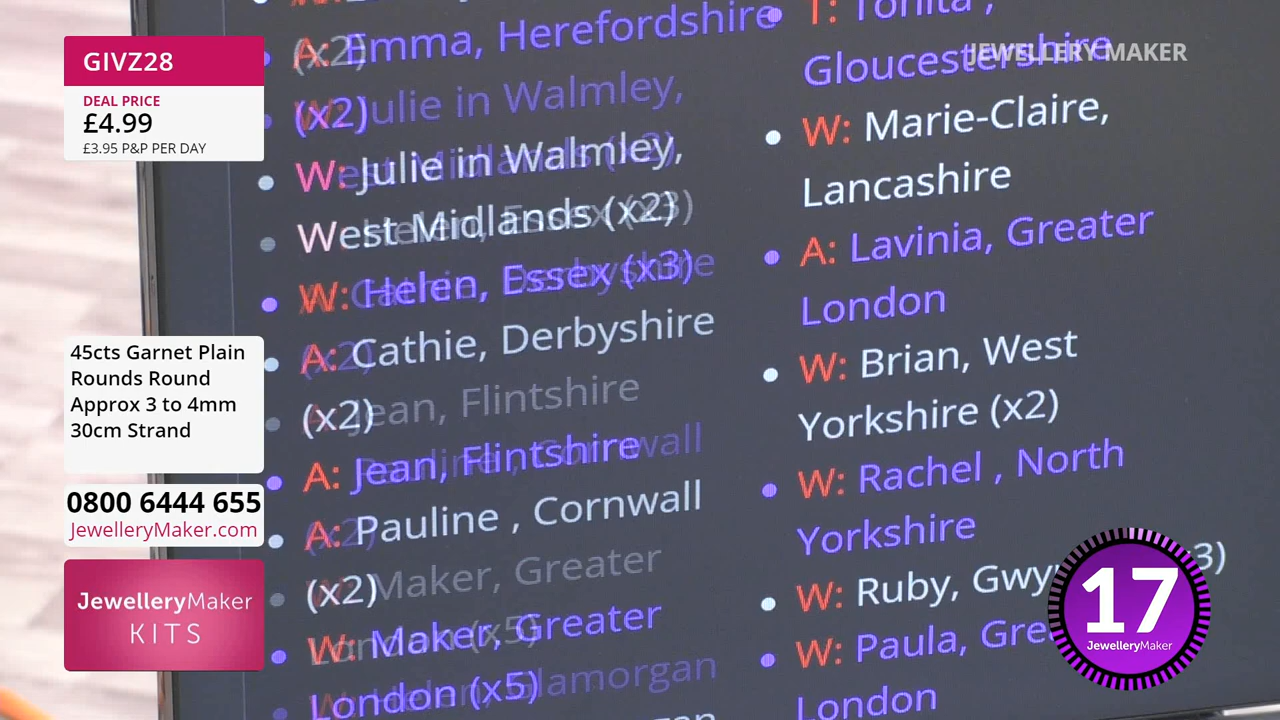 GIVZ28
DEAL PRICE
£4.99
£3.95 P&P PER DAY
45cts Garnet Plain
Rounds Round
Approx 3 to 4mm
30cm Strand
0800 6444 655
JewelleryMaker.com
JewelleryMaker
KITS
A: Emma, Herefordshire
(x2)
W: Julie in Walmley,
West Midlands (x2)
W: Helen, Essex (x3)
A: Cathie, Derbyshire
(x2)
A: Jean, Flintshire
A: Pauline , Cornwall
(x2)
W: Maker, Greater
London (x5)
Glamorgan
T: Tonita ,
Gloucestershire
W: Marie-Claire,
Lancashire
A: Lavinia, Greater
London
W: Brian, West
Yorkshire (x2)
W: Rachel , North
Yorkshire
W: Ruby,
W: Paula,
London
JEWELLERY MAKER
17
JewelleryMaker